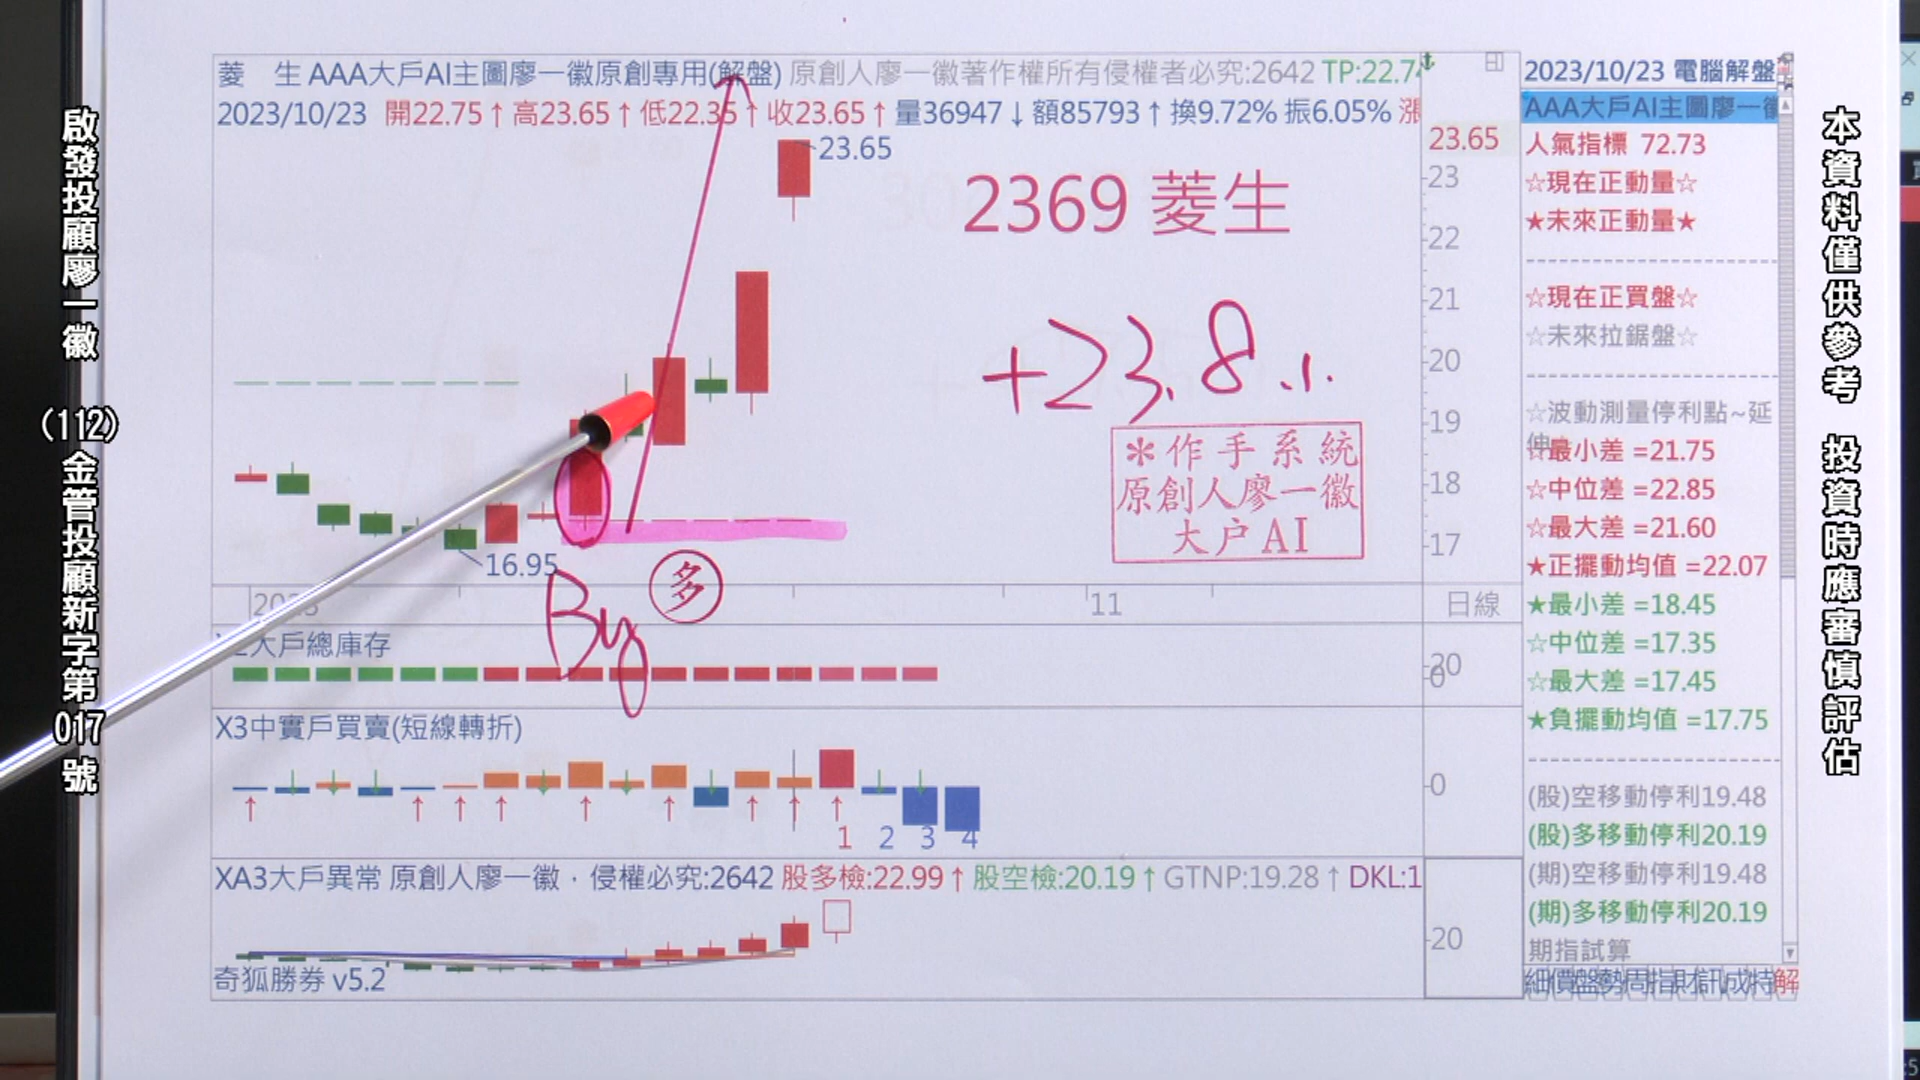 啟發投顧廖一徽 (112)金管投顧新字第017號
菱 生 AAA大戶AI主圖廖一徽原創專用(解盤) 原創人廖一徽著作權所有侵權者必究:2642 TP:22.74
2023/10/23 開22.75↑ 高23.65↑ 低22.35↑ 收23.65↑ 量36947↓ 額85793↑ 換9.72% 振6.05% 漲
23.65
2369 菱生
+23.8%
*作手系統
原創人廖一徽
大户AI
16.95
By
多
23.65
23
22
21
20
19
18
17
11
日線
大戶總庫存
20
0
X3中實戶買賣(短線轉折)
0
1 2 3 4
XA3大戶異常 原創人廖一徽．侵權必究:2642 股多檢:22.99↑ 股空檢:20.19↑ GTNP:19.28↑ DKL:1
20
奇狐勝券 v5.2
2023/10/23 電腦解盤
AAA大戶AI主圖廖一徽
人氣指標 72.73
☆現在正動量☆
★未來正動量★
☆現在正買盤☆
☆未來拉鋸盤☆
☆波動測量停利點~延伸
☆最小差 =21.75
☆中位差 =22.85
☆最大差 =21.60
★正擺動均值 =22.07
★最小差 =18.45
☆中位差 =17.35
☆最大差 =17.45
★負擺動均值 =17.75
(股)空移動停利19.48
(股)多移動停利20.19
(期)空移動停利19.48
(期)多移動停利20.19
期指試算
細價盤勢周指財訊成特解
本資料僅供參考 投資時應審慎評估